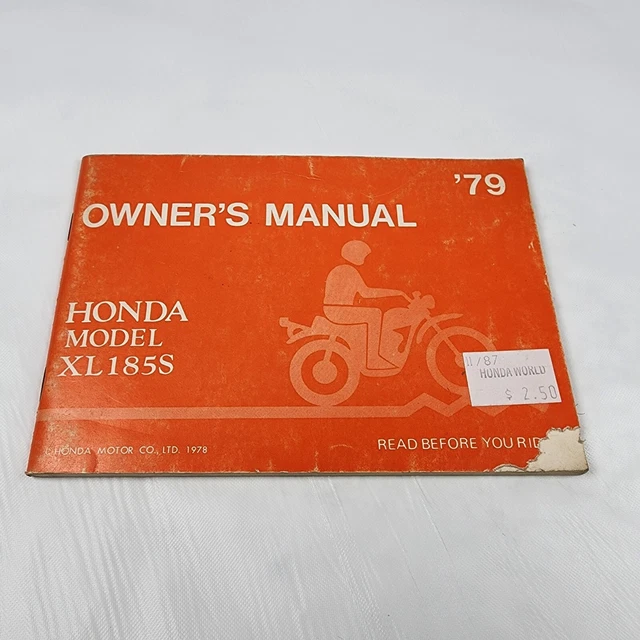 '79
OWNER'S MANUAL
HONDA
MODEL
XL185S
11/87
HONDA WORLD
$ 2.50
© HONDA MOTOR CO., LTD. 1978
READ BEFORE YOU